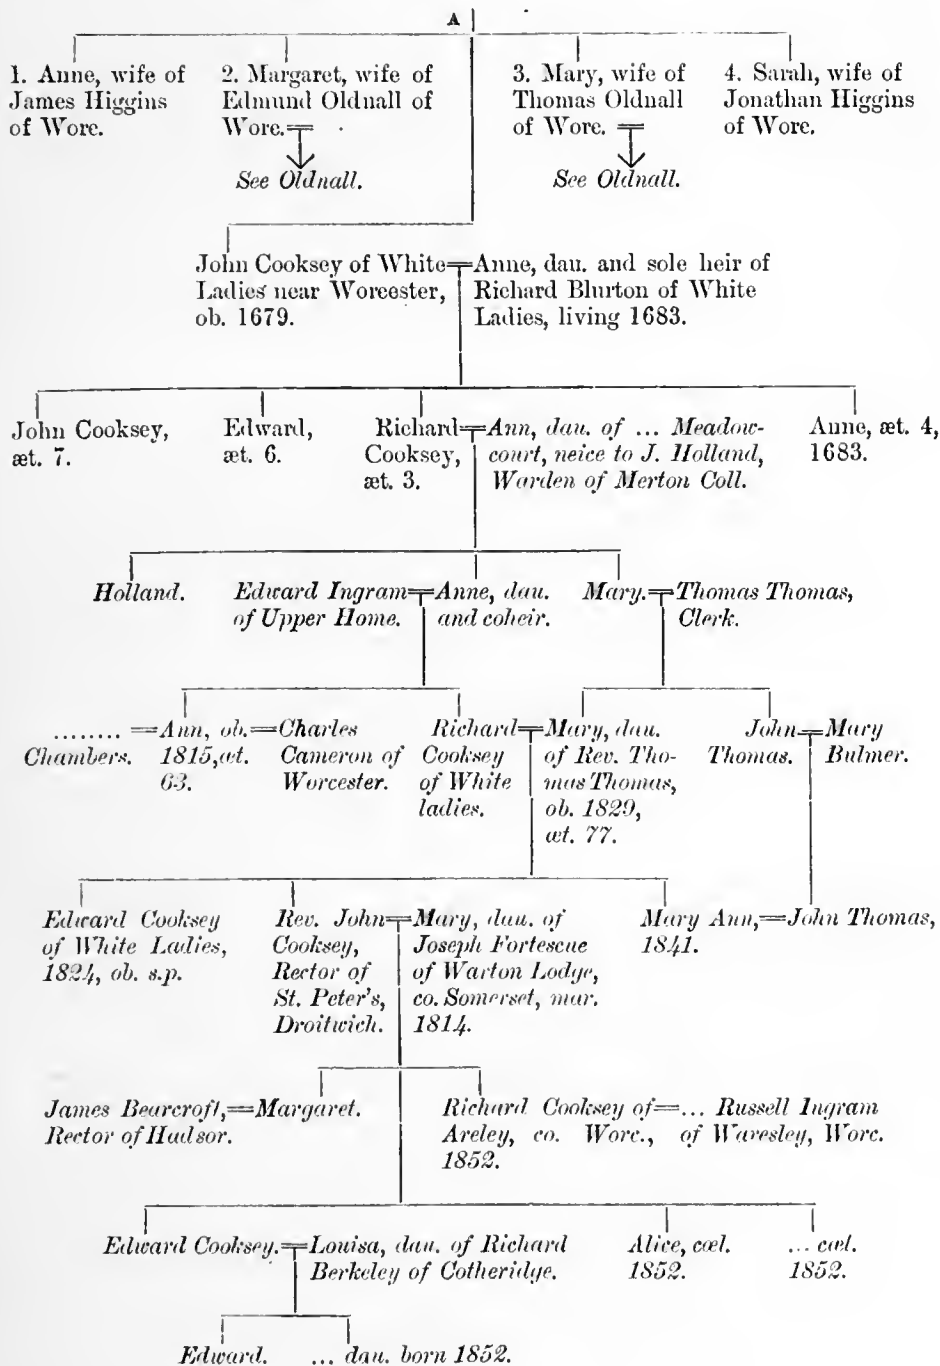 A
1. Anne, wife of
James Higgins
of Worc.
2. Margaret, wife of
Edmund Oldnall of
Worc.
See Oldnall.
3. Mary, wife of
Thomas Oldnall
of Worc.
See Oldnall.
4. Sarah, wife of
Jonathan Higgins
of Worc.
John Cooksey of White
Ladies near Worcester,
ob. 1679.
Anne, dau. and sole heir of
Richard Blurton of White
Ladies, living 1683.
John Cooksey,
æt. 7.
Edward,
æt. 6.
Richard
Cooksey,
æt. 3.
Ann, dau. of ... Meadow-
court, neice to J. Holland,
Warden of Merton Coll.
Anne, æt. 4,
1683.
Holland.
Edward Ingram
of Upper Home.
Anne, dau.
and coheir.
Mary.
Thomas Thomas,
Clerk.
........
Chambers.
Ann, ob.
1815, æt.
63.
Charles
Cameron of
Worcester.
Richard
Cooksey
of White
ladies.
Mary, dau.
of Rev. Tho-
mas Thomas,
ob. 1829,
æt. 77.
John
Thomas.
Mary
Bulmer.
Edward Cooksey
of White Ladies,
1824, ob. s.p.
Rev. John
Cooksey,
Rector of
St. Peter's,
Droitwich.
Mary, dau. of
Joseph Fortescue
of Warton Lodge,
co. Somerset, mar.
1814.
Mary Ann,
1841.
John Thomas,
James Bearcroft,
Rector of Hadsor.
Margaret.
Richard Cooksey of
Areley, co. Worc.,
1852.
... Russell Ingram
of Waresley, Worc.
Edward Cooksey.
Louisa, dau. of Richard
Berkeley of Cotheridge.
Alice, cœl.
1852.
... cœl.
1852.
Edward.
... dau. born 1852.